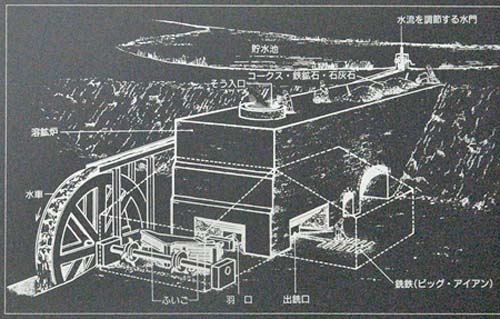 水流を調節する水門
貯水池
コークス・鉄鉱石・石灰石
そう入口
溶鉱炉
水車
ふいご
羽口
出銑口
銑鉄(ピッグ・アイアン)